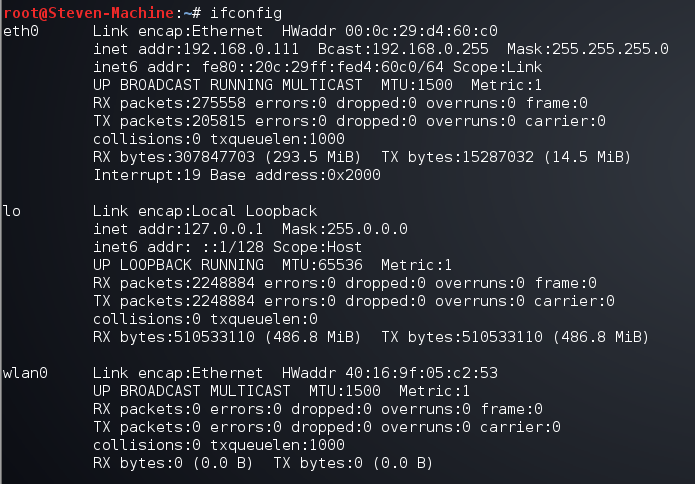 root@Steven-Machine:~# ifconfig
eth0      Link encap:Ethernet  HWaddr 00:0c:29:d4:60:c0
          inet addr:192.168.0.111  Bcast:192.168.0.255  Mask:255.255.255.0
          inet6 addr: fe80::20c:29ff:fed4:60c0/64 Scope:Link
          UP BROADCAST RUNNING MULTICAST  MTU:1500  Metric:1
          RX packets:275558 errors:0 dropped:0 overruns:0 frame:0
          TX packets:205815 errors:0 dropped:0 overruns:0 carrier:0
          collisions:0 txqueuelen:1000
          RX bytes:307847703 (293.5 MiB)  TX bytes:15287032 (14.5 MiB)
          Interrupt:19 Base address:0x2000

lo        Link encap:Local Loopback
          inet addr:127.0.0.1  Mask:255.0.0.0
          inet6 addr: ::1/128 Scope:Host
          UP LOOPBACK RUNNING  MTU:65536  Metric:1
          RX packets:2248884 errors:0 dropped:0 overruns:0 frame:0
          TX packets:2248884 errors:0 dropped:0 overruns:0 carrier:0
          collisions:0 txqueuelen:0
          RX bytes:510533110 (486.8 MiB)  TX bytes:510533110 (486.8 MiB)

wlan0     Link encap:Ethernet  HWaddr 40:16:9f:05:c2:53
          UP BROADCAST MULTICAST  MTU:1500  Metric:1
          RX packets:0 errors:0 dropped:0 overruns:0 frame:0
          TX packets:0 errors:0 dropped:0 overruns:0 carrier:0
          collisions:0 txqueuelen:1000
          RX bytes:0 (0.0 B)  TX bytes:0 (0.0 B)